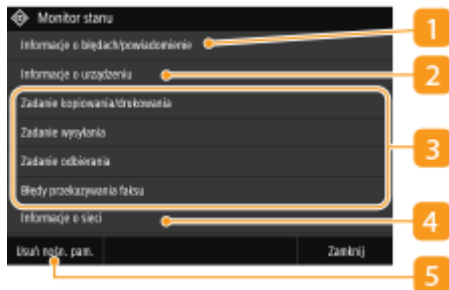 Monitor stanu
Informacje o błędach/powiadomienie
1
Informacje o urządzeniu
2
Zadanie kopiowania/drukowania
Zadanie wysyłania
3
Zadanie odbierania
Błędy przekazywania faksu
Informacje o sieci
4
Usuń nośn. pam.
Zamknij
5